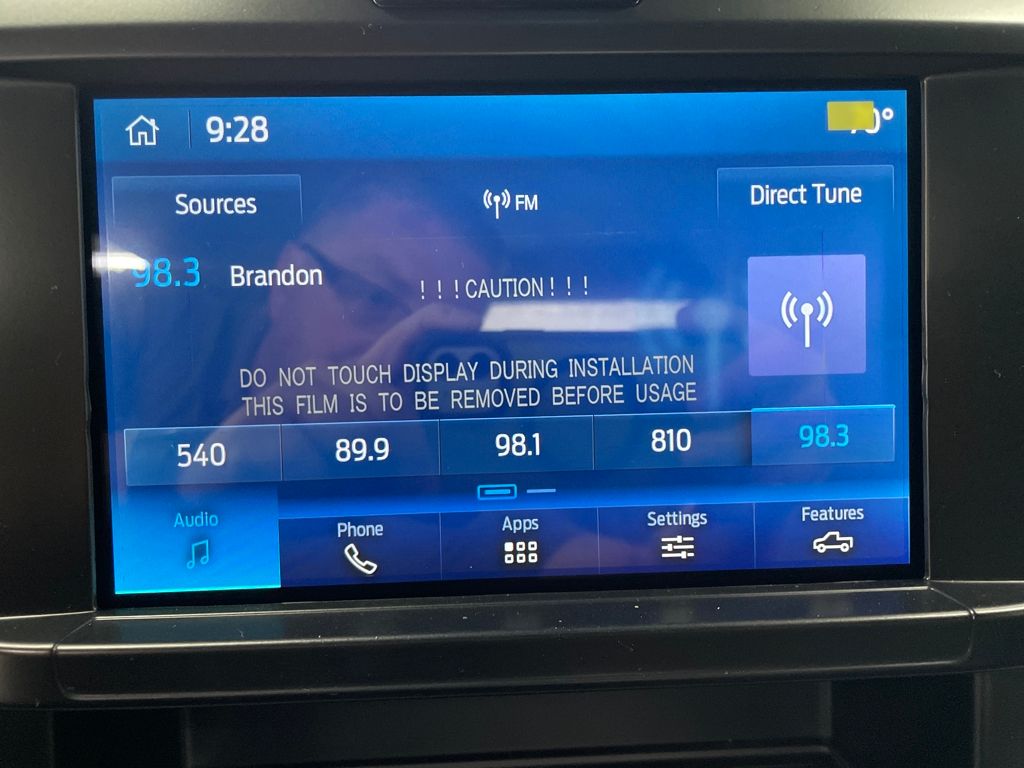 9:28
Sources
FM
Direct Tune
98.3 Brandon
! ! ! CAUTION ! ! !
DO NOT TOUCH DISPLAY DURING INSTALLATION
THIS FILM IS TO BE REMOVED BEFORE USAGE
540 89.9 98.1 810 98.3
Audio Phone Apps Settings Features